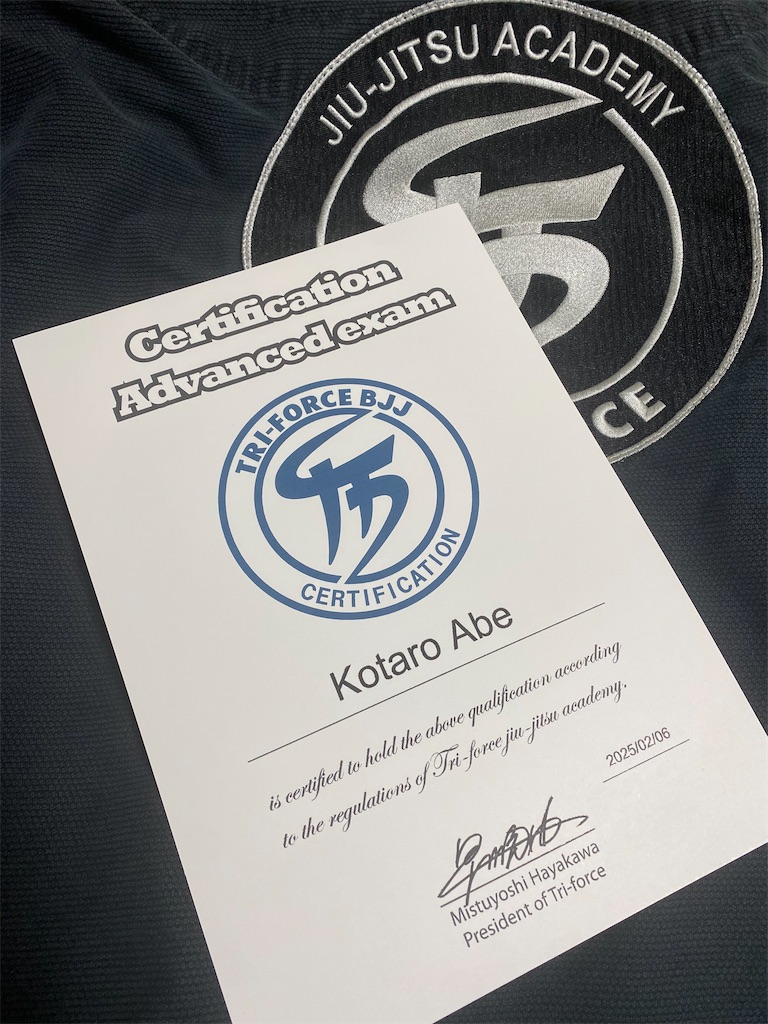 JIU-JITSU ACADEMY
CE
Certification
Advanced exam
TRI-FORCE BJJ
CERTIFICATION
Kotaro Abe
is certified to hold the above qualification according
to the regulations of Tri-force jiu-jitsu academy.
2025/02/06
Mistuyoshi Hayakawa
President of Tri-force